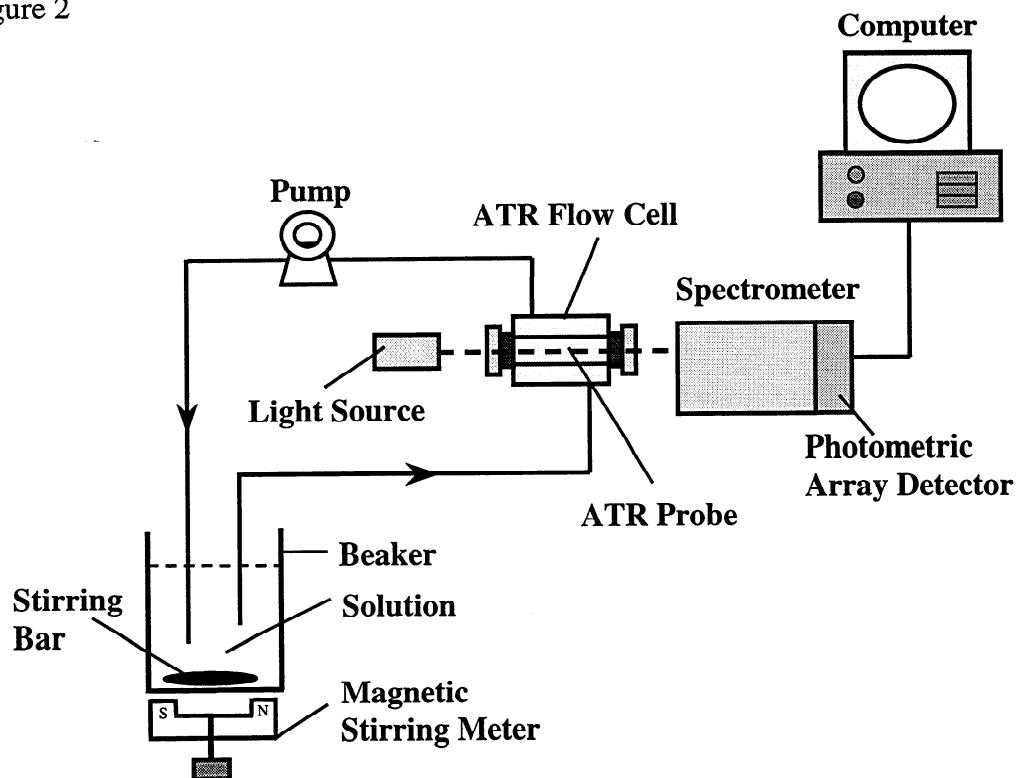 gure 2
Computer
Pump
ATR Flow Cell
Spectrometer
Light Source
Photometric
Array Detector
ATR Probe
Beaker
Stirring
Bar
Solution
Magnetic
Stirring Meter
S
N